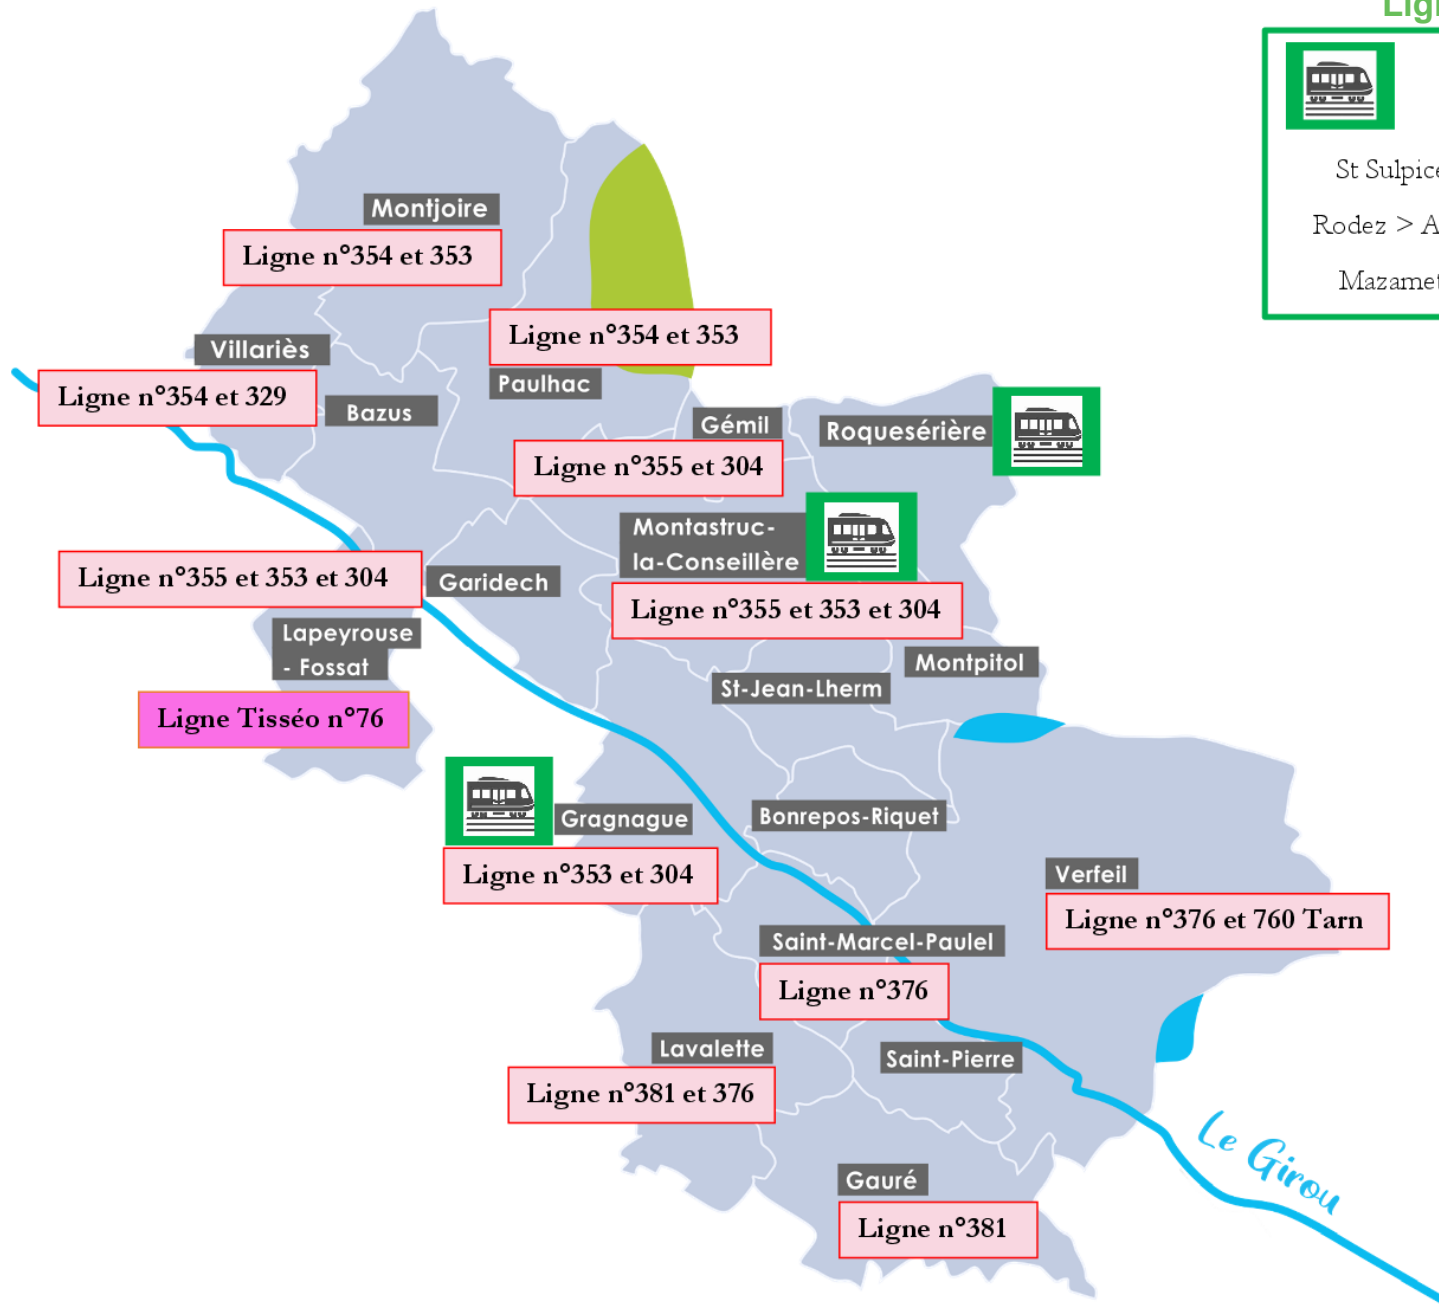 Lign
St Sulpice
Rodez > A
Mazamet
Montjoire
Ligne n°354 et 353
Ligne n°354 et 353
Villariès
Paulhac
Ligne n°354 et 329
Bazus
Gémil
Roquesérière
Ligne n°355 et 304
Montastruc-
la-Conseillère
Ligne n°355 et 353 et 304
Garidech
Ligne n°355 et 353 et 304
Lapeyrouse
- Fossat
Montpitol
St-Jean-Lherm
Ligne Tisséo n°76
Gragnague
Bonrepos-Riquet
Ligne n°353 et 304
Verfeil
Ligne n°376 et 760 Tarn
Saint-Marcel-Paulel
Ligne n°376
Lavalette
Saint-Pierre
Ligne n°381 et 376
Le Girou
Gauré
Ligne n°381